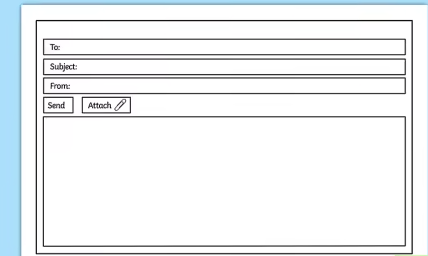 To:
Subject:
From:
Send Attach